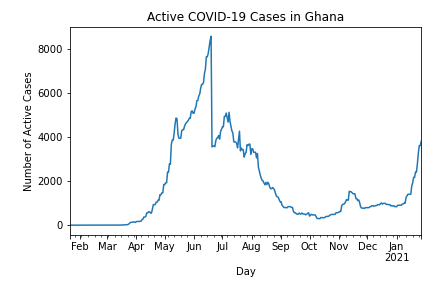 Active COVID-19 Cases in Ghana
Number of Active Cases
8000
6000
4000
2000
0
Feb Mar Apr May Jun Jul Aug Sep Oct Nov Dec Jan
2021
Day